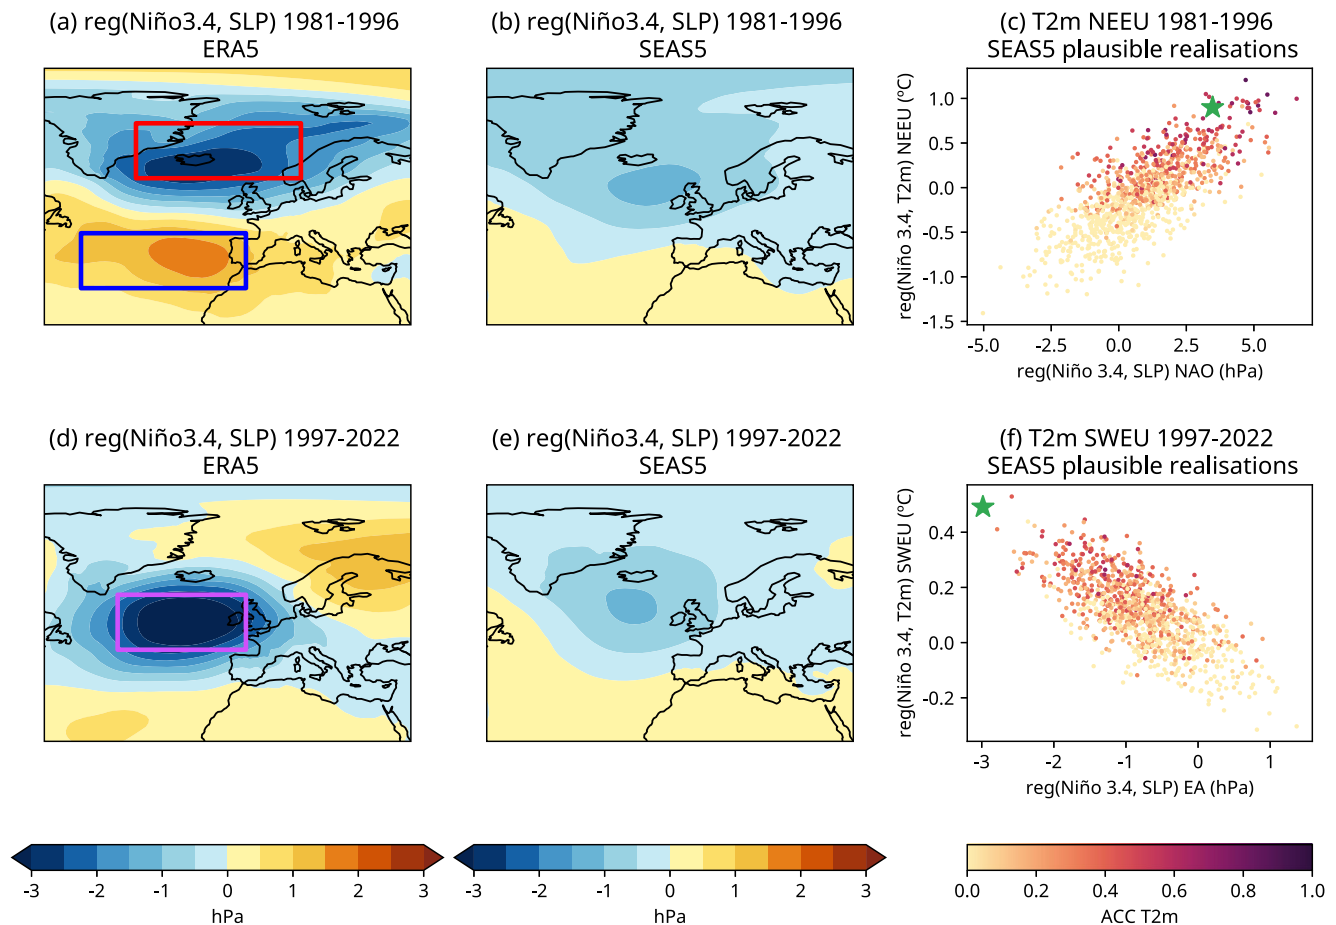 (a) reg(Niño3.4, SLP) 1981-1996
ERA5
(b) reg(Niño3.4, SLP) 1981-1996
SEAS5
(c) T2m NEEU 1981-1996
SEAS5 plausible realisations
reg(Niño 3.4, T2m) NEEU (ºC)
1.0
0.5
0.0
-0.5
-1.0
-1.5
-5.0 -2.5 0.0 2.5 5.0
reg(Niño 3.4, SLP) NAO (hPa)
(d) reg(Niño3.4, SLP) 1997-2022
ERA5
(e) reg(Niño3.4, SLP) 1997-2022
SEAS5
(f) T2m SWEU 1997-2022
SEAS5 plausible realisations
reg(Niño 3.4, T2m) SWEU (ºC)
0.4
0.2
0.0
-0.2
-3 -2 -1 0 1
reg(Niño 3.4, SLP) EA (hPa)
-3 -2 -1 0 1 2 3
hPa
-3 -2 -1 0 1 2 3
hPa
0.0 0.2 0.4 0.6 0.8 1.0
ACC T2m